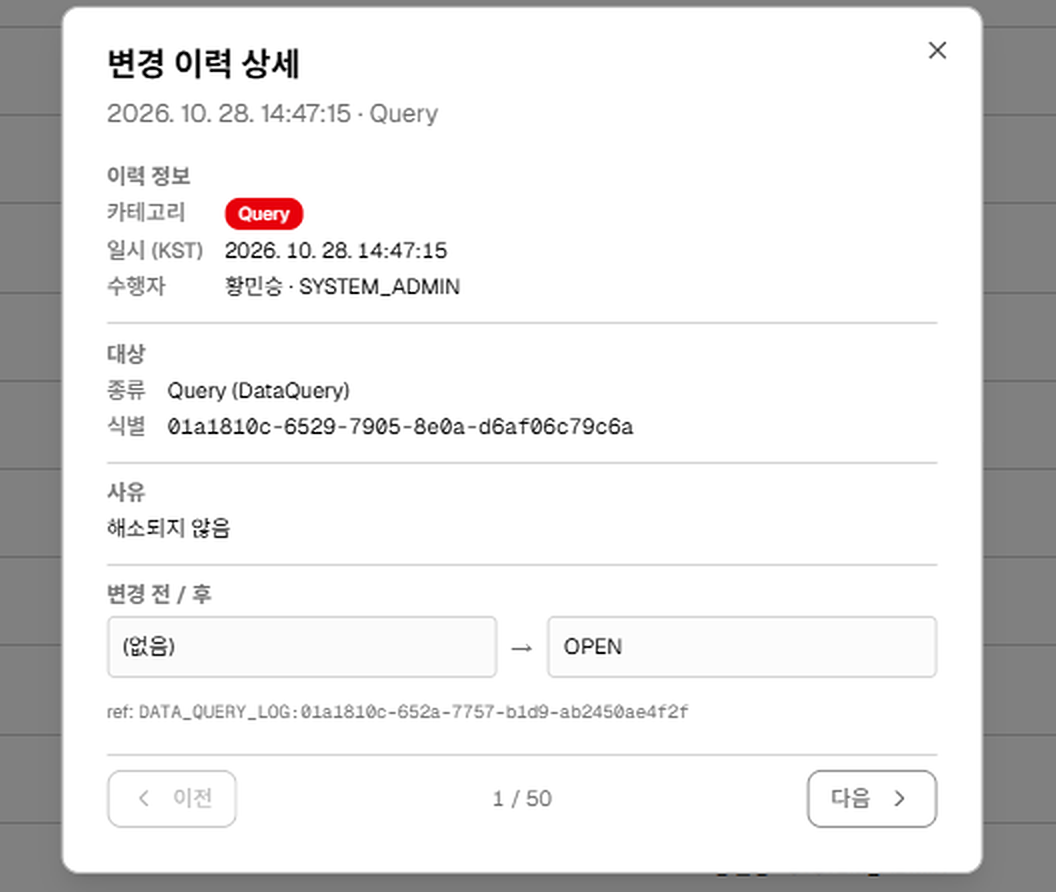 변경 이력 상세
2026. 10. 28. 14:47:15 · Query
이력 정보
카테고리 Query
일시 (KST) 2026. 10. 28. 14:47:15
수행자 황민승 · SYSTEM_ADMIN
대상
종류 Query (DataQuery)
식별 01a1810c-6529-7905-8e0a-d6af06c79c6a
사유
해소되지 않음
변경 전 / 후
(없음) → OPEN
ref: DATA_QUERY_LOG:01a1810c-652a-7757-b1d9-ab2450ae4f2f
이전 1 / 50 다음